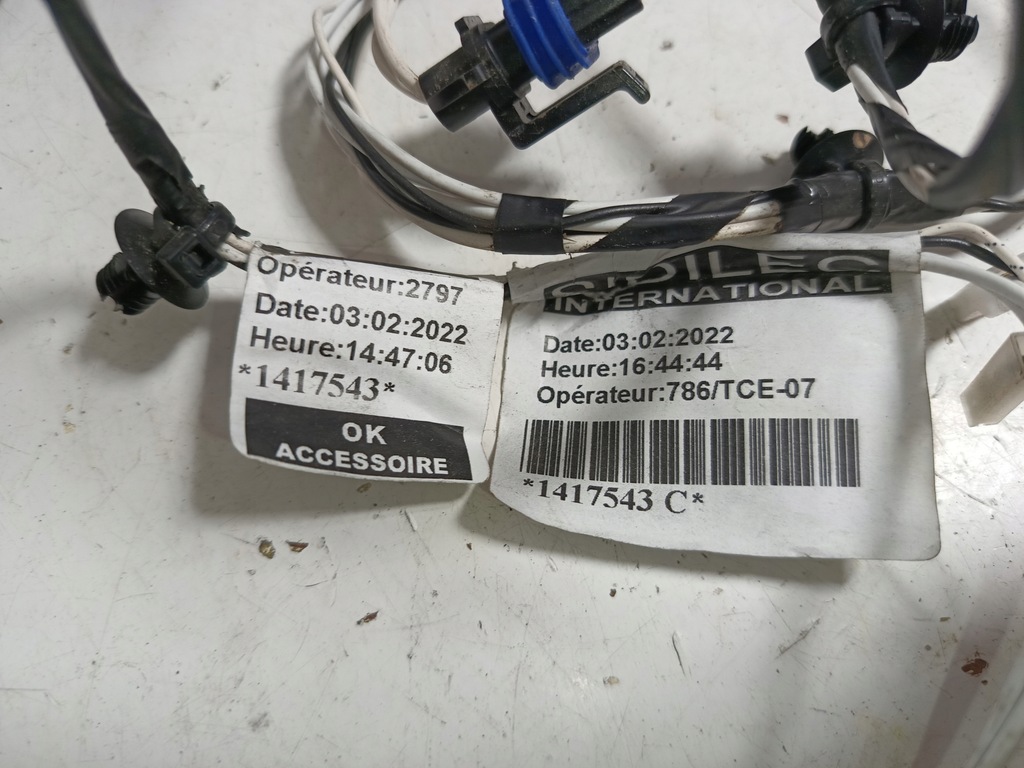 Opérateur:2797
Date:03:02:2022
Heure:14:47:06
*1417543*
OK
ACCESSOIRE
INTERNATIONAL
Date:03:02:2022
Heure:16:44:44
Opérateur:786/TCE-07
*1417543 C*